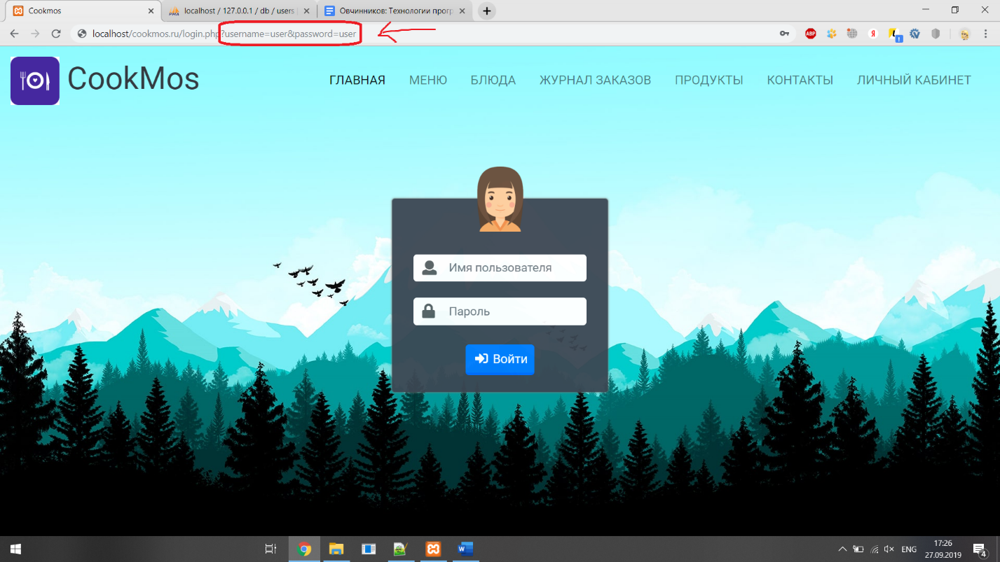 Cookmos
localhost / 127.0.0.1 / db / users
Овчинников: Технологии прогр
localhost/cookmos.ru/login.php?username=user&password=user
ABP
CookMos
ГЛАВНАЯ МЕНЮ БЛЮДА ЖУРНАЛ ЗАКАЗОВ ПРОДУКТЫ КОНТАКТЫ ЛИЧНЫЙ КАБИНЕТ
Имя пользователя
Пароль
Войти
ENG
17:26
27.09.2019
4